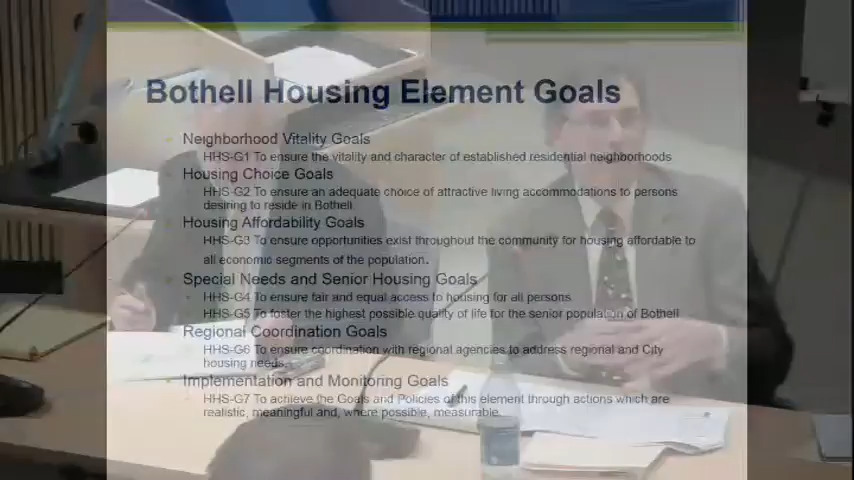 Bothell Housing Element Goals
Neighborhood Vitality Goals
HHS-G1 To ensure the vitality and character of established residential neighborhoods
Housing Choice Goals
HHS-G2 To ensure an adequate choice of attractive living accommodations to persons
desiring to reside in Bothell
Housing Affordability Goals
HHS-G3 To ensure opportunities exist throughout the community for housing affordable to
all economic segments of the population.
Special Needs and Senior Housing Goals
HHS-G4 To ensure fair and equal access to housing for all persons
HHS-G5 To foster the highest possible quality of life for the senior population of Bothell
Regional Coordination Goals
HHS-G6 To ensure coordination with regional agencies to address regional and City
housing needs.
Implementation and Monitoring Goals
HHS-G7 To achieve the Goals and Policies of this element through actions which are
realistic, meaningful and, where possible, measurable.